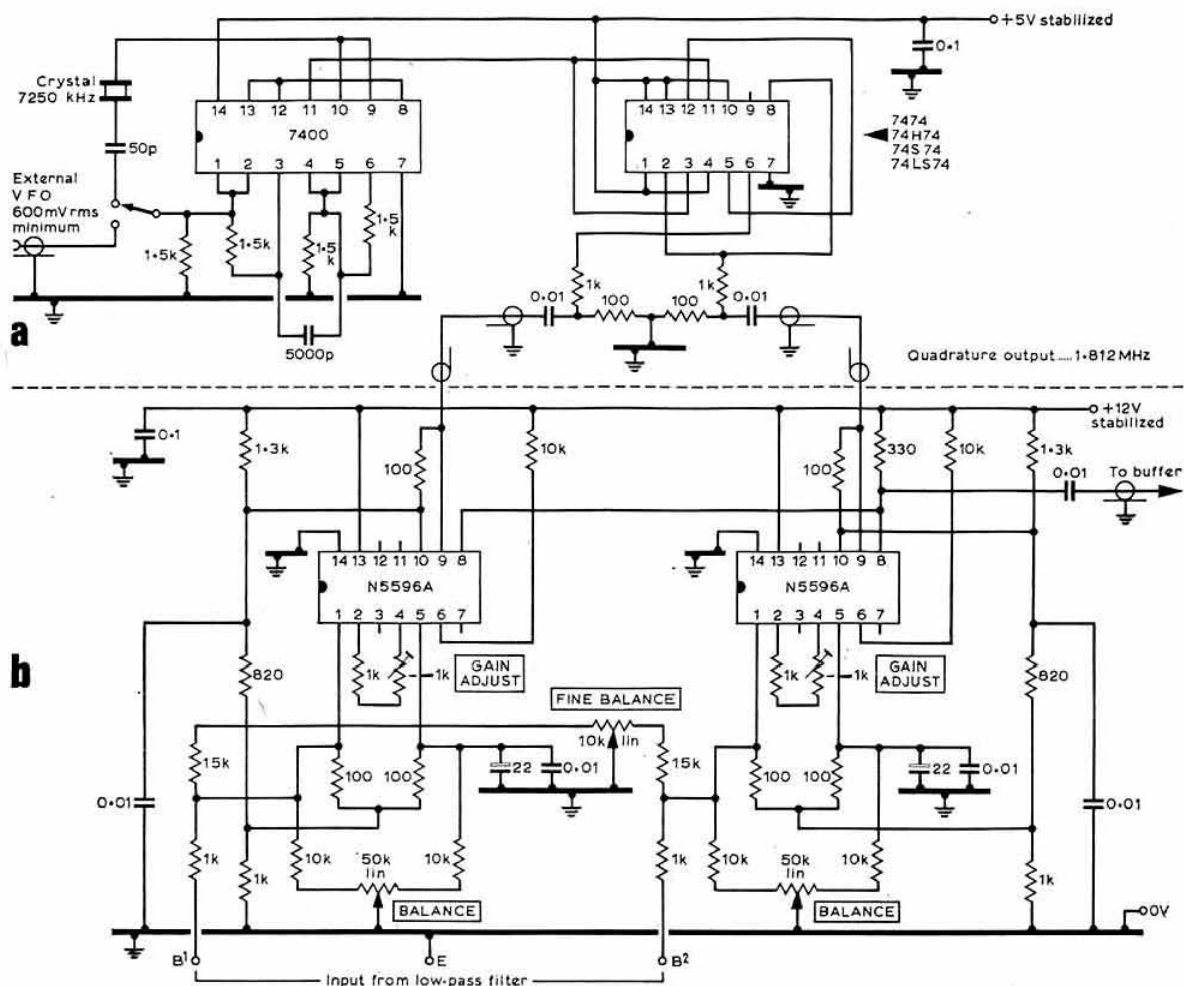 +5V stabilized
0·1
Crystal
7250 kHz
14 13 12 11 10 9 8
7400
1 2 3 4 5 6 7
14 13 12 11 10 9 8
1 2 3 4 5 6 7
7474
74H74
74S74
74LS74
50p
External
VFO
600mV rms
minimum
1·5k
1·5k
1·5
k
1·5
k
5000p
1k
1k
0·01
100
100
0·01
a
Quadrature output.....1·812MHz
+12V
stabilized
0·1
1·3k
100
10k
100
330
10k
1·3k
0·01
To buffer
14 13 12 11 10 9 8
N5596A
1 2 3 4 5 6 7
14 13 12 11 10 9 8
N5596A
1 2 3 4 5 6 7
b
820
1k
1k
GAIN
ADJUST
1k
1k
GAIN
ADJUST
820
FINE BALANCE
10k lin
15k
100
100
22
0·01
15k
100
100
22
0·01
0·01
0·01
1k
1k
10k
50k
lin
10k
1k
10k
50k
lin
10k
1k
BALANCE
BALANCE
0V
B1
E
B2
Input from low-pass filter